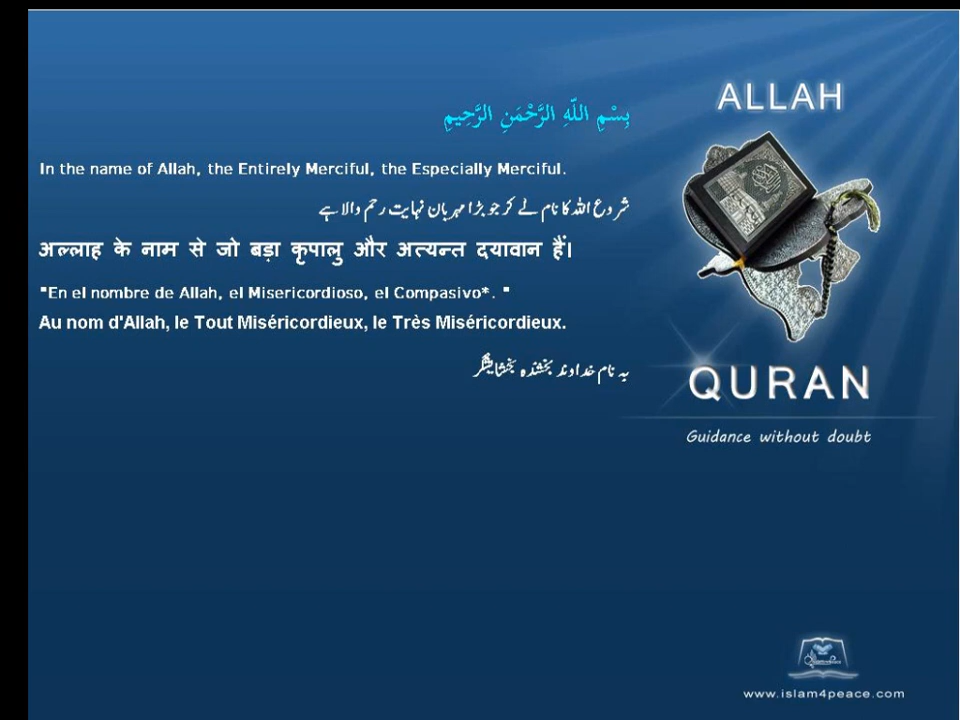 بِسْمِ اللَّهِ الرَّحْمَنِ الرَّحِيمِ
In the name of Allah, the Entirely Merciful, the Especially Merciful.
شروع الله کا نام لے کر جو بڑا مہربان نہایت رحم والا ہے
अल्लाह के नाम से जो बड़ा कृपालु और अत्यन्त दयावान हैं।
"En el nombre de Allah, el Misericordioso, el Compasivo*. "
Au nom d'Allah, le Tout Miséricordieux, le Très Miséricordieux.
به نام خداوند بخشنده بخشایشگر
ALLAH
QURAN
Guidance without doubt
www.islam4peace.com